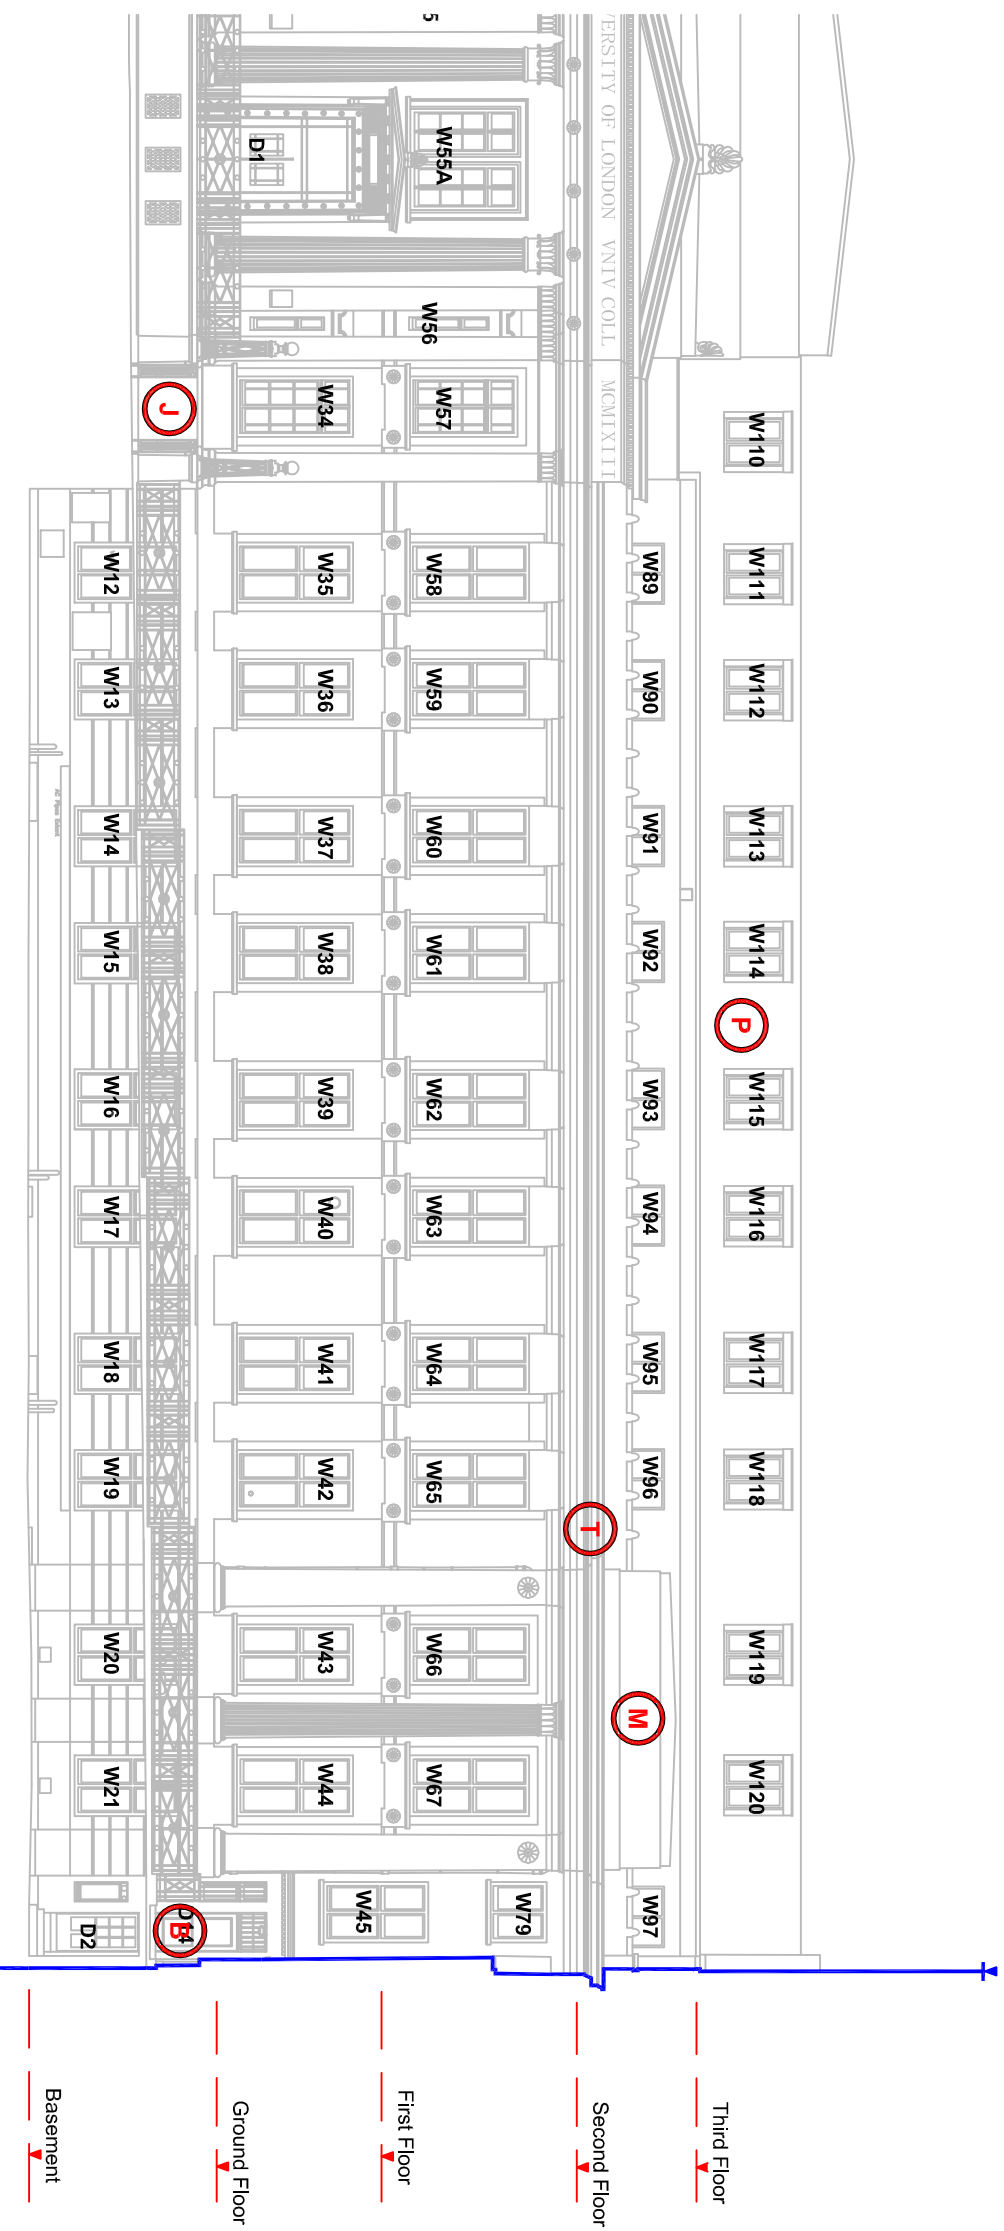 W110 W111 W112 W113 W114 P W115 W116 W117 W118 W119 W120
Third Floor
W89 W90 W91 W92 W93 W94 W95 W96 M W97
VERSITY OF LONDON VNIV COLL MCMIXIII
T
Second Floor
W55A W56 W57 W58 W59 W60 W61 W62 W63 W64 W65 W66 W67 W79
First Floor
D1 W34 W35 W36 W37 W38 W39 W40 W41 W42 W43 W44 W45
Ground Floor
J B
W12 W13 W14 W15 W16 W17 W18 W19 W20 W21 D2
Basement